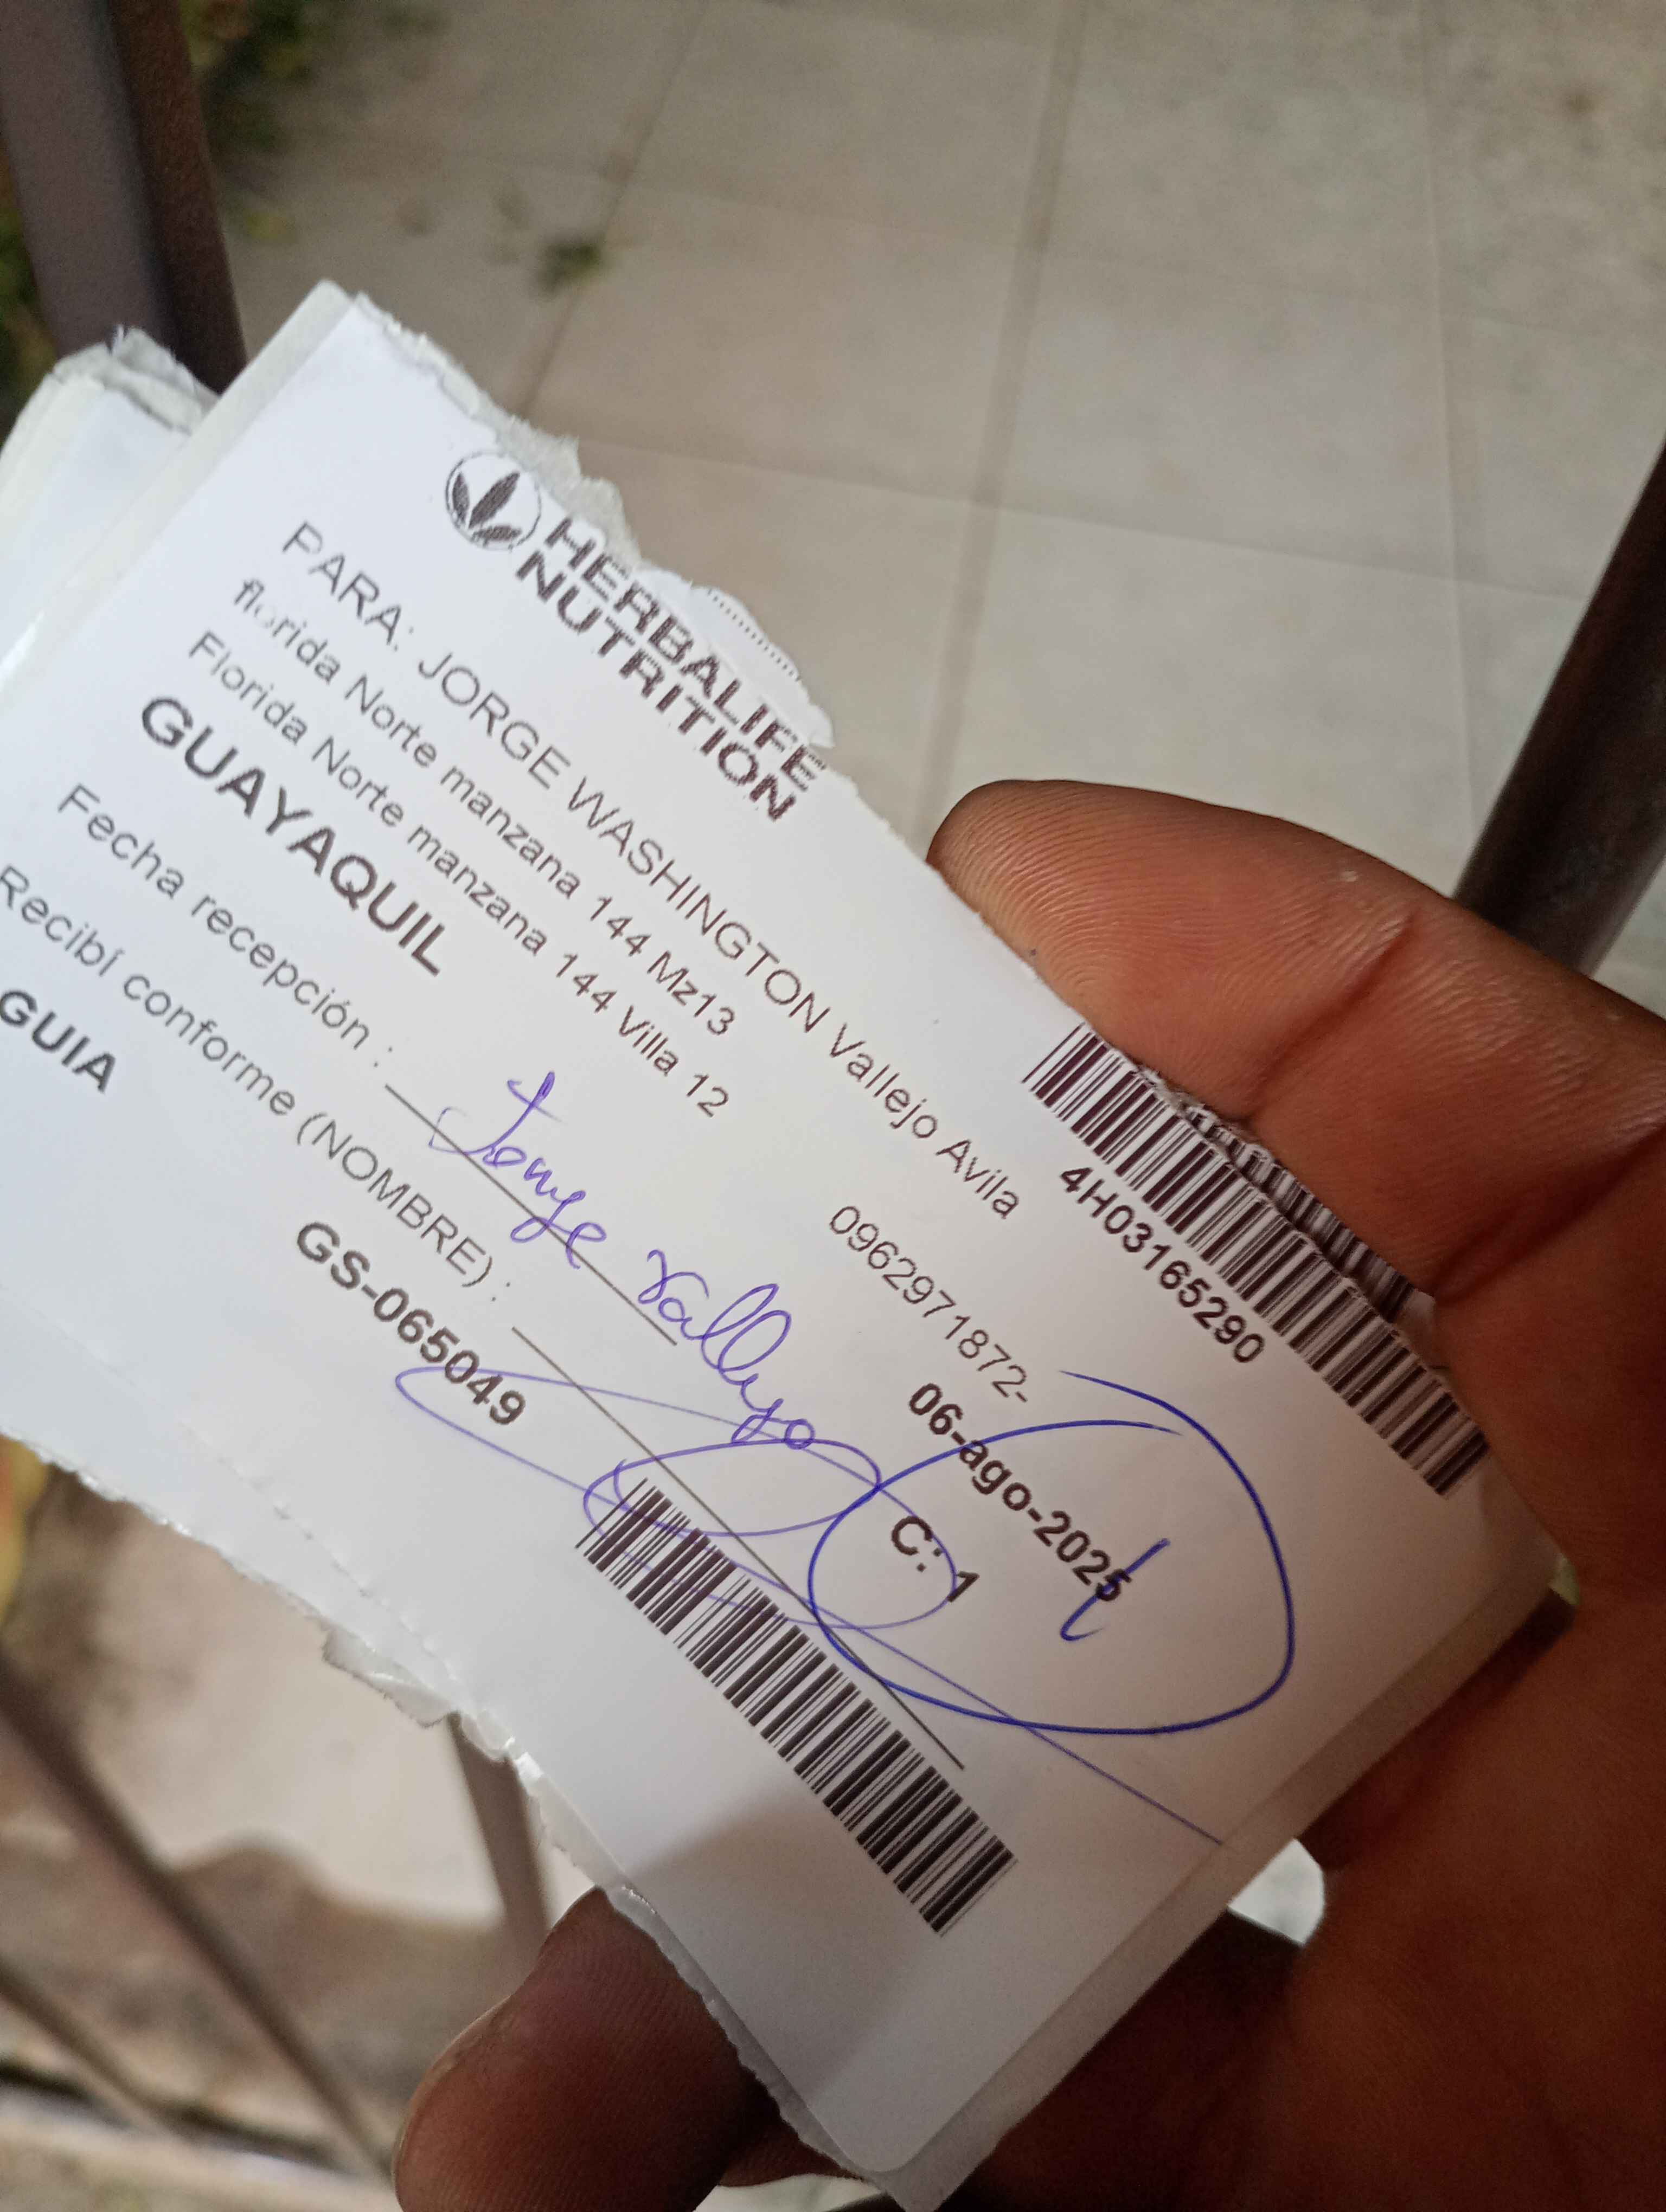 HERBALIFE
NUTRITION
4H03165290
PARA: JORGE WASHINGTON Vallejo Avila
florida Norte manzana 144 Mz13
Florida Norte manzana 144 Villa 12
0962971872-
GUAYAQUIL
06-ago-2025
Fecha recepción :
Jorge Vallejo
C: 1
1
Recibí conforme (NOMBRE) :
GUIA
GS-065049